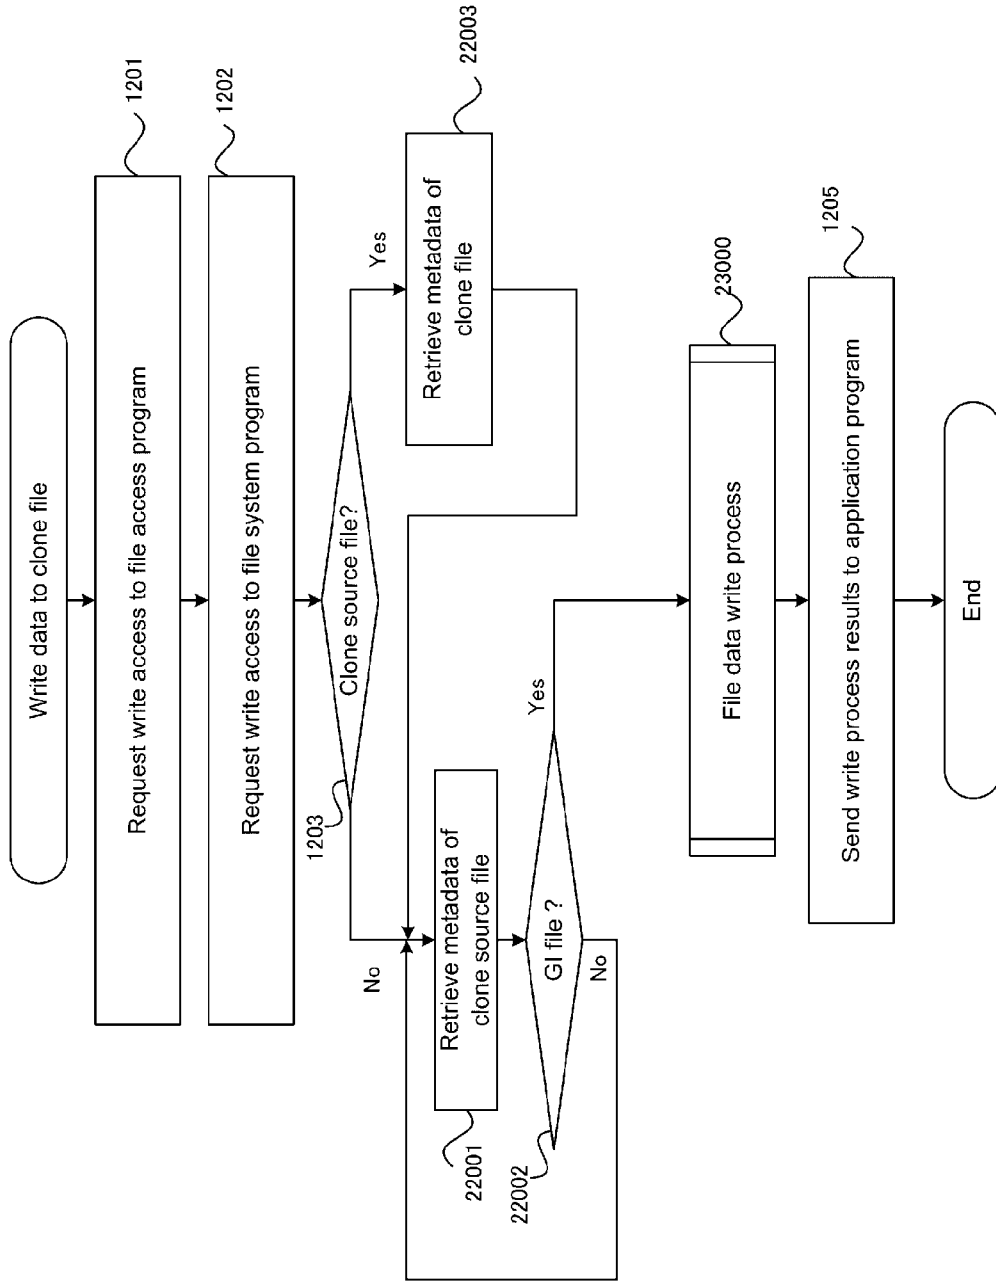 Write data to clone file
1201
Request write access to file access program
1202
Request write access to file system program
1203
Clone source file?
Yes
22003
Retrieve metadata of
clone file
No
22001
Retrieve metadata of
clone source file
22002
GI file ?
No
Yes
23000
File data write process
1205
Send write process results to application program
End